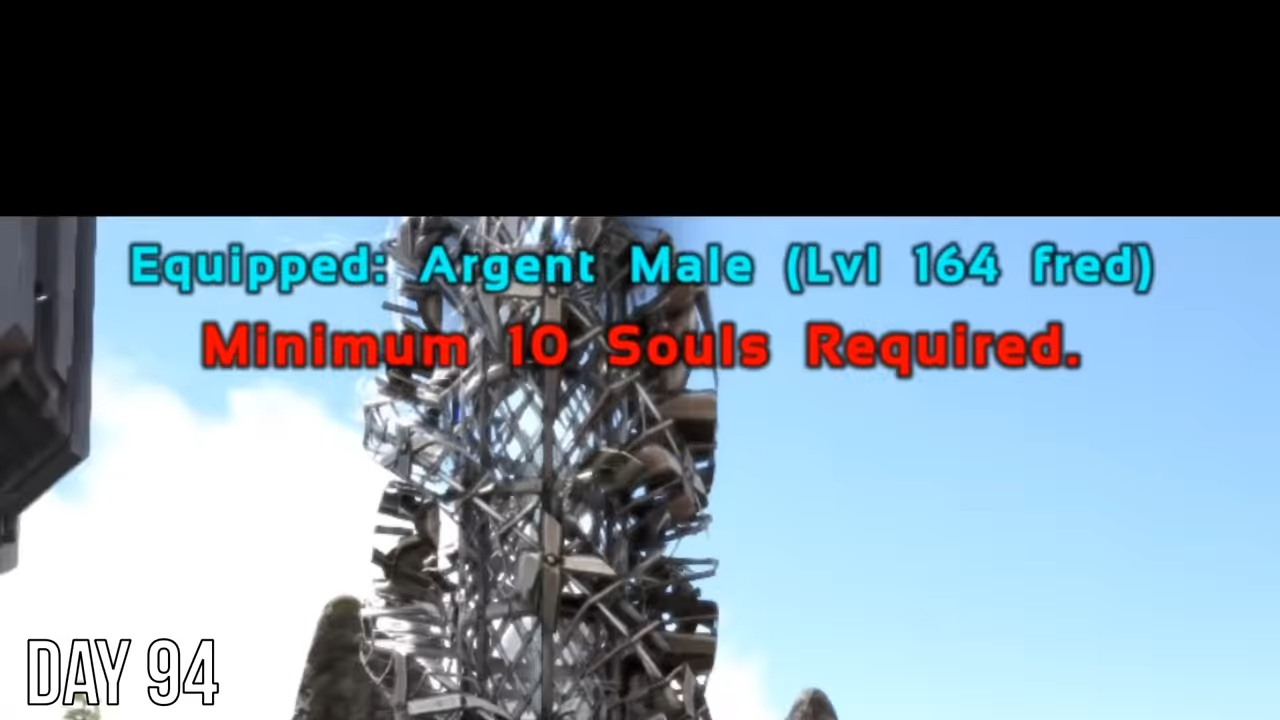 Equipped: Argent Male (Lvl 164 fred)
Minimum 10 Souls Required.
DAY 94